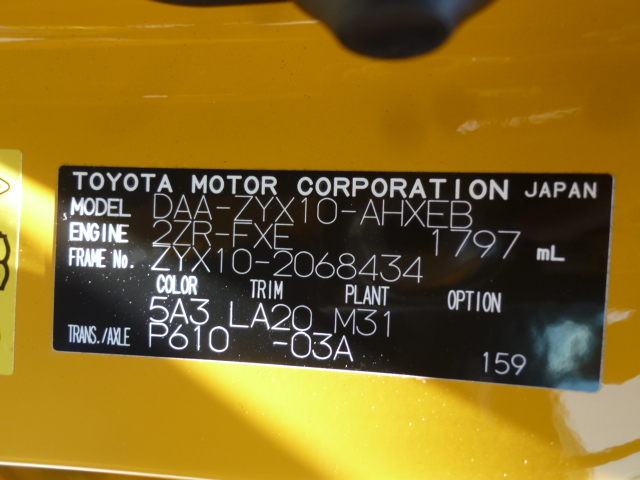 TOYOTA MOTOR CORPORATION JAPAN
MODEL DAA-ZYX10-AHXEB
ENGINE 2ZR-FXE 1797 mL
FRAME No. ZYX10-2068434
COLOR TRIM PLANT OPTION
5A3 LA20 M31
TRANS./AXLE P610 -03A
159